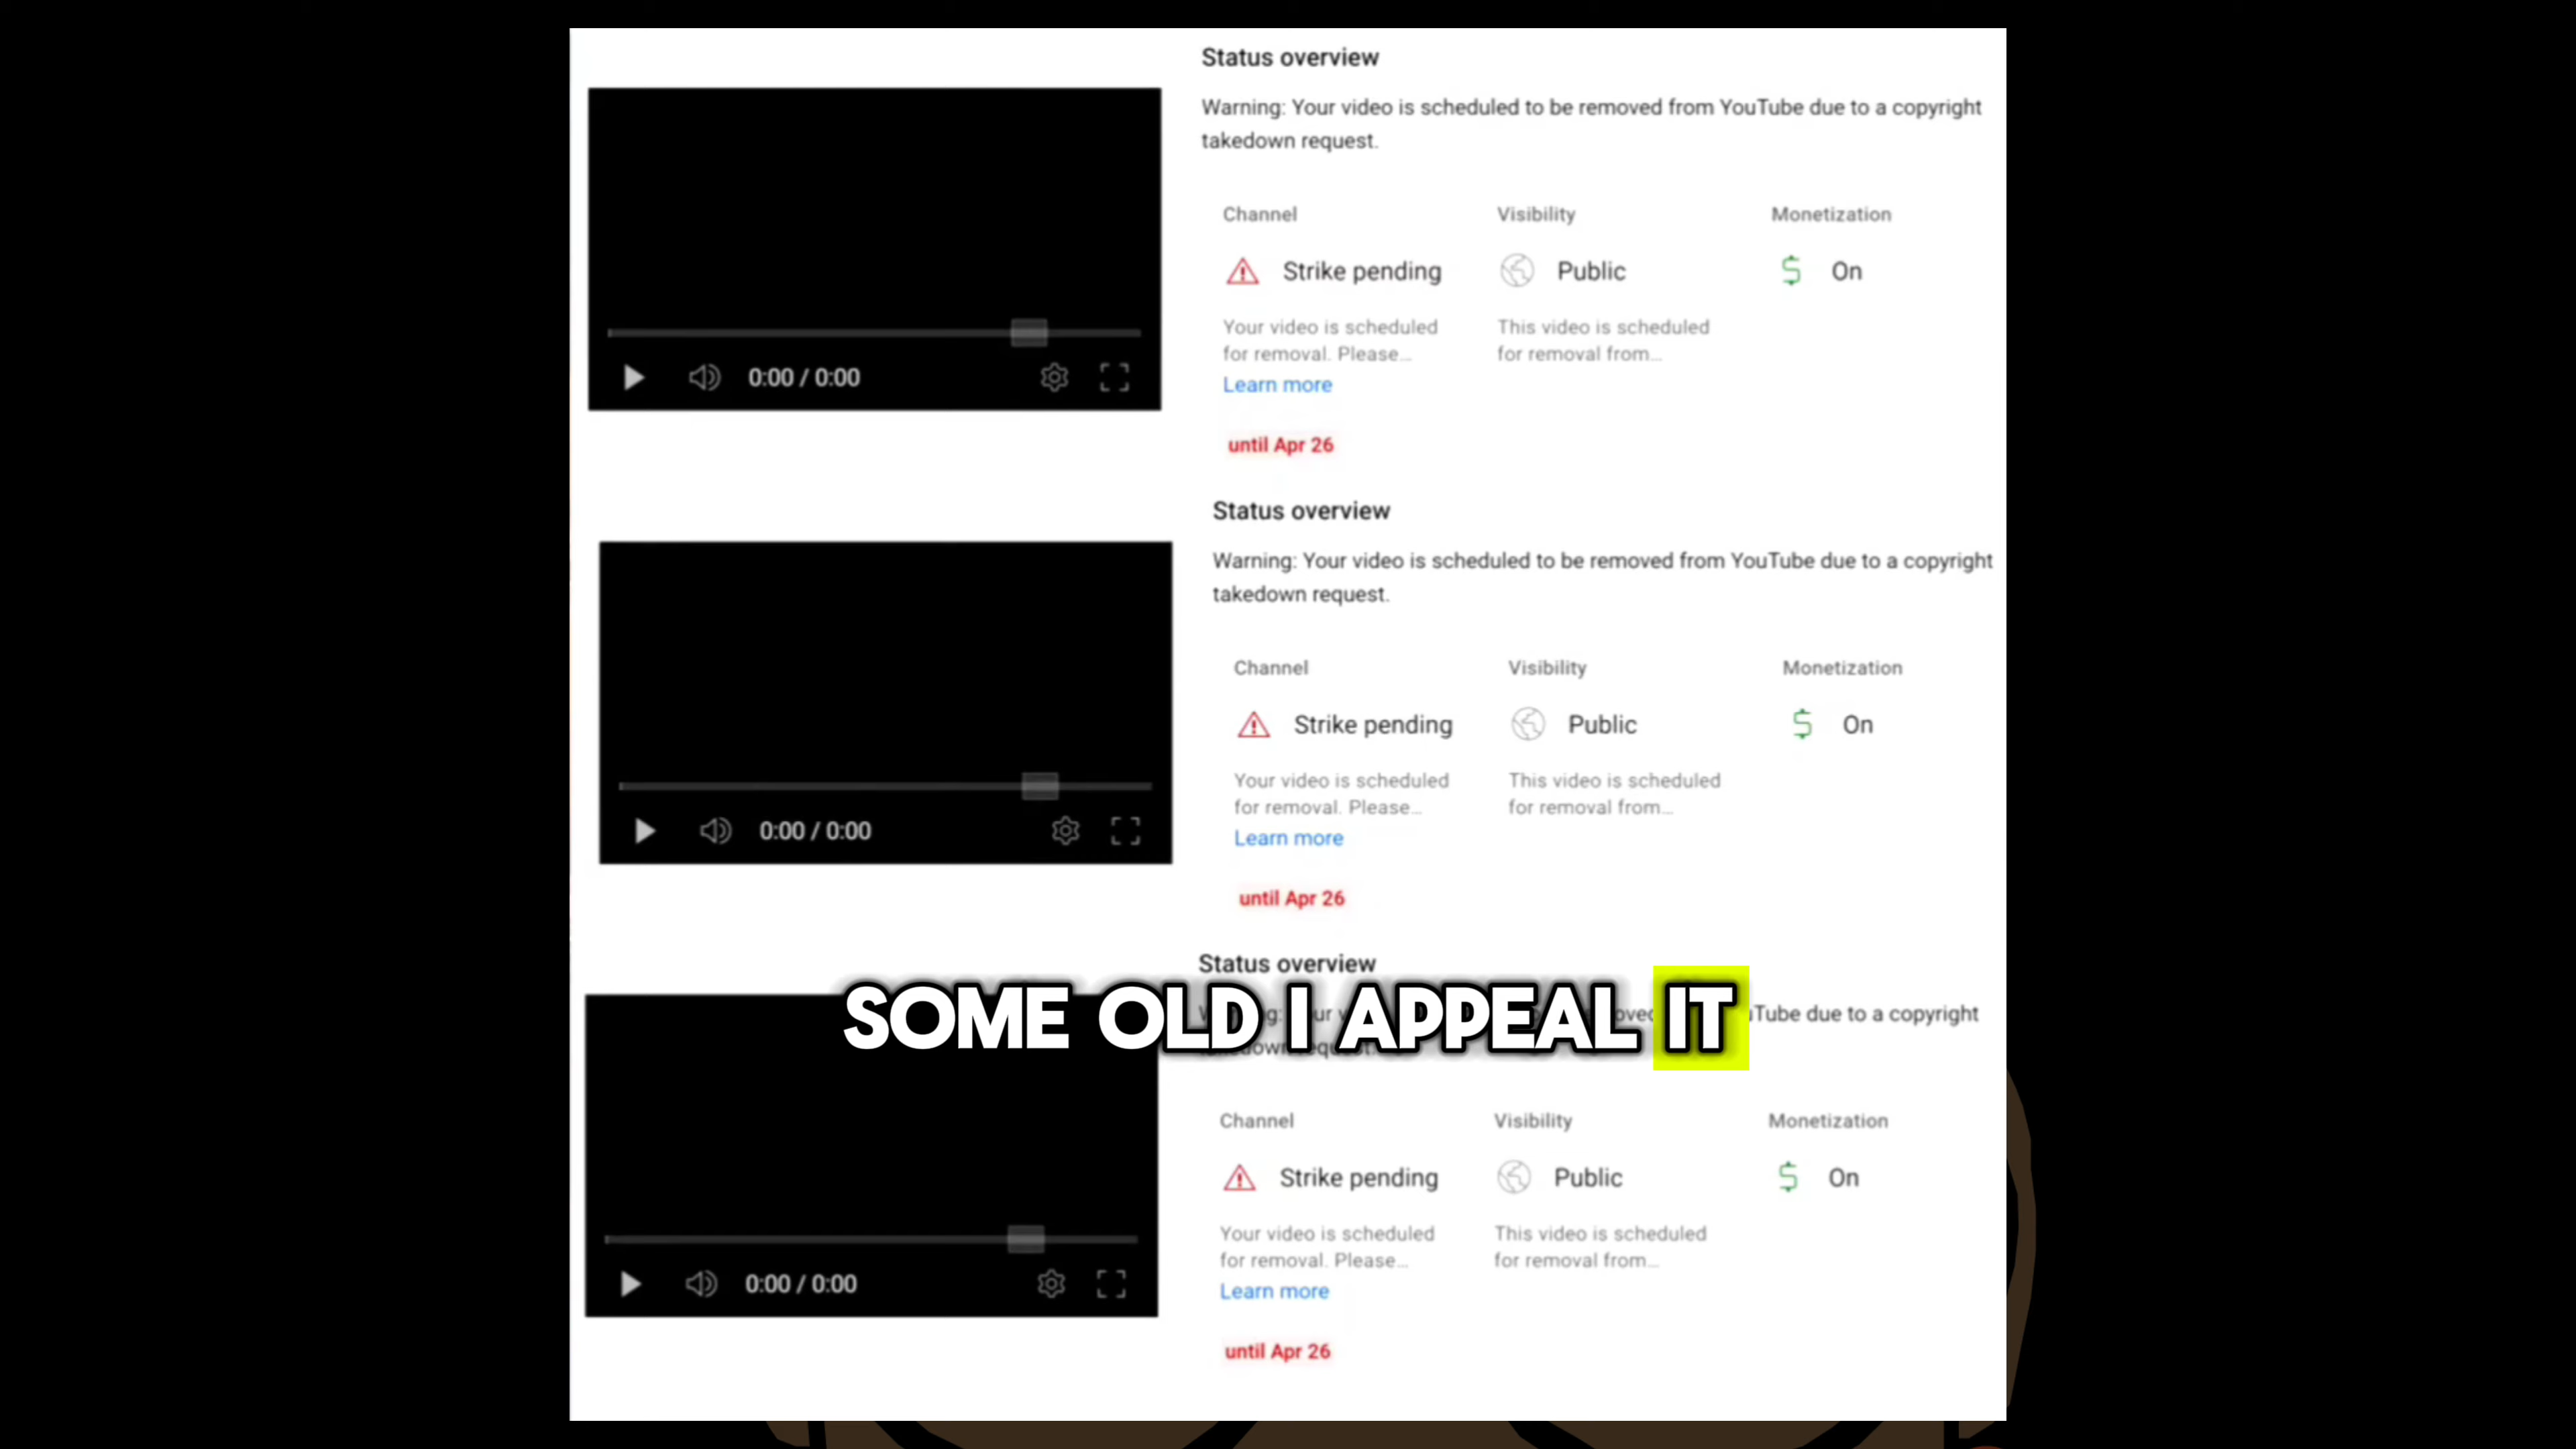 Status overview
Warning: Your video is scheduled to be removed from YouTube due to a copyright
takedown request.
Channel
Visibility
Monetization
Strike pending
Public
On
Your video is scheduled
for removal. Please...
This video is scheduled
for removal from...
Learn more
until Apr 26
0:00 / 0:00
Status overview
Warning: Your video is scheduled to be removed from YouTube due to a copyright
takedown request.
Channel
Visibility
Monetization
Strike pending
Public
On
Your video is scheduled
for removal. Please...
This video is scheduled
for removal from...
Learn more
until Apr 26
0:00 / 0:00
Status overview
SOME OLD I APPEAL IT
due to a copyright
Channel
Visibility
Monetization
Strike pending
Public
On
Your video is scheduled
for removal. Please...
This video is scheduled
for removal from...
Learn more
until Apr 26
0:00 / 0:00